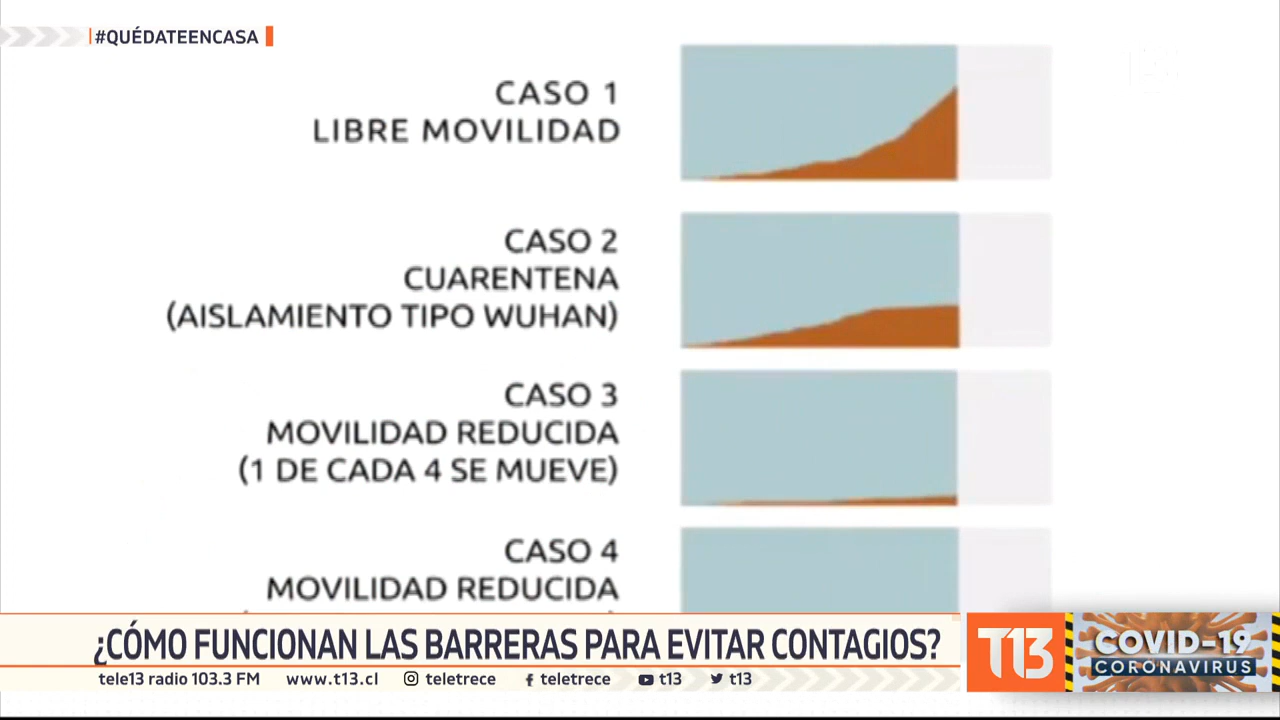 #QUÉDATEENCASA
CASO 1
LIBRE MOVILIDAD
CASO 2
CUARENTENA
(AISLAMIENTO TIPO WUHAN)
CASO 3
MOVILIDAD REDUCIDA
(1 DE CADA 4 SE MUEVE)
CASO 4
MOVILIDAD REDUCIDA
¿CÓMO FUNCIONAN LAS BARRERAS PARA EVITAR CONTAGIOS?
tele13 radio 103.3 FM www.t13.cl teletrece teletrece t13 t13
T13
COVID-19
CORONAVIRUS